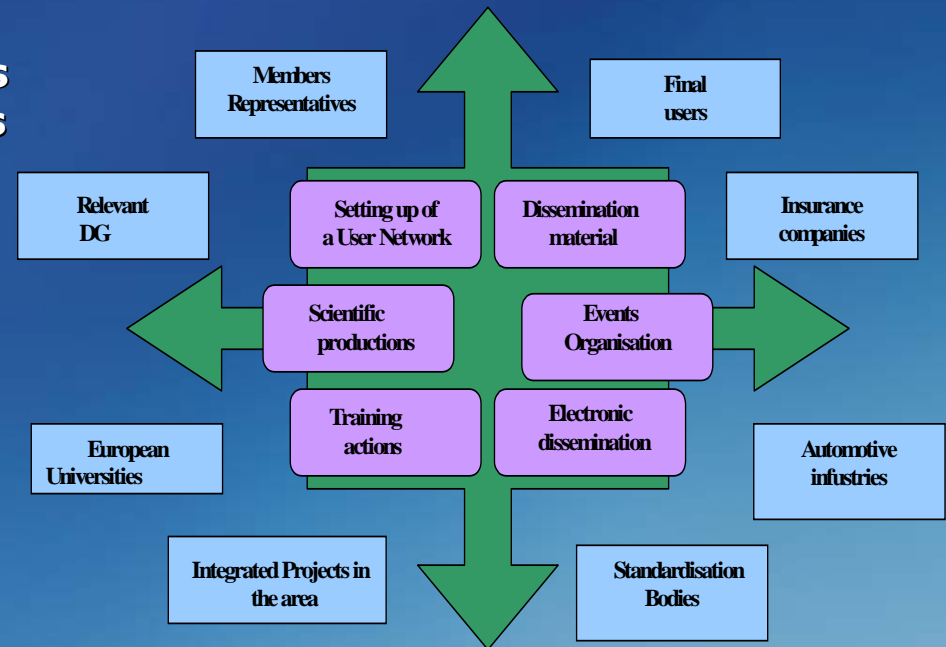 s
s
Members
Representatives
Final
users
Relevant
DG
Setting up of
a User Network
Dissemination
material
Insurance
companies
Scientific
productions
Events
Organisation
Training
actions
Electronic
dissemination
European
Universities
Automotive
infustries
Integrated Projects in
the area
Standardisation
Bodies